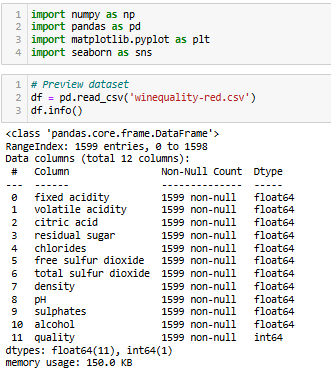 1 import numpy as np
2 import pandas as pd
3 import matplotlib.pyplot as plt
4 import seaborn as sns
1 # Preview dataset
2 df = pd.read_csv('winequality-red.csv')
3 df.info()
<class 'pandas.core.frame.DataFrame'>
RangeIndex: 1599 entries, 0 to 1598
Data columns (total 12 columns):
 #   Column                Non-Null Count  Dtype
---  ------                --------------  -----
 0   fixed acidity         1599 non-null   float64
 1   volatile acidity      1599 non-null   float64
 2   citric acid           1599 non-null   float64
 3   residual sugar        1599 non-null   float64
 4   chlorides             1599 non-null   float64
 5   free sulfur dioxide   1599 non-null   float64
 6   total sulfur dioxide  1599 non-null   float64
 7   density               1599 non-null   float64
 8   pH                    1599 non-null   float64
 9   sulphates             1599 non-null   float64
 10  alcohol               1599 non-null   float64
 11  quality               1599 non-null   int64
dtypes: float64(11), int64(1)
memory usage: 150.0 KB